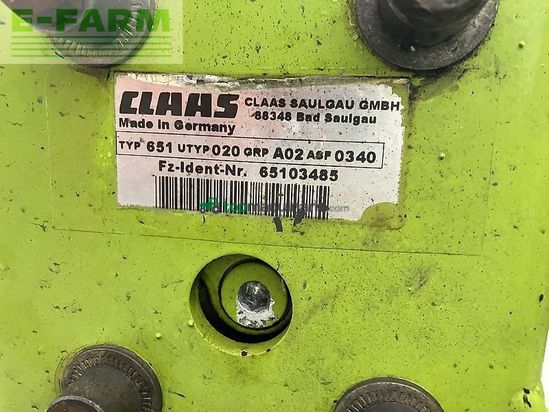 E-FARM
CLAAS CLAAS SAULGAU GMBH
88348 Bad Saulgau
Made in Germany
TYP 651 UTYP 020 GRP A02 ASF 0340
Fz-Ident-Nr. 65103485